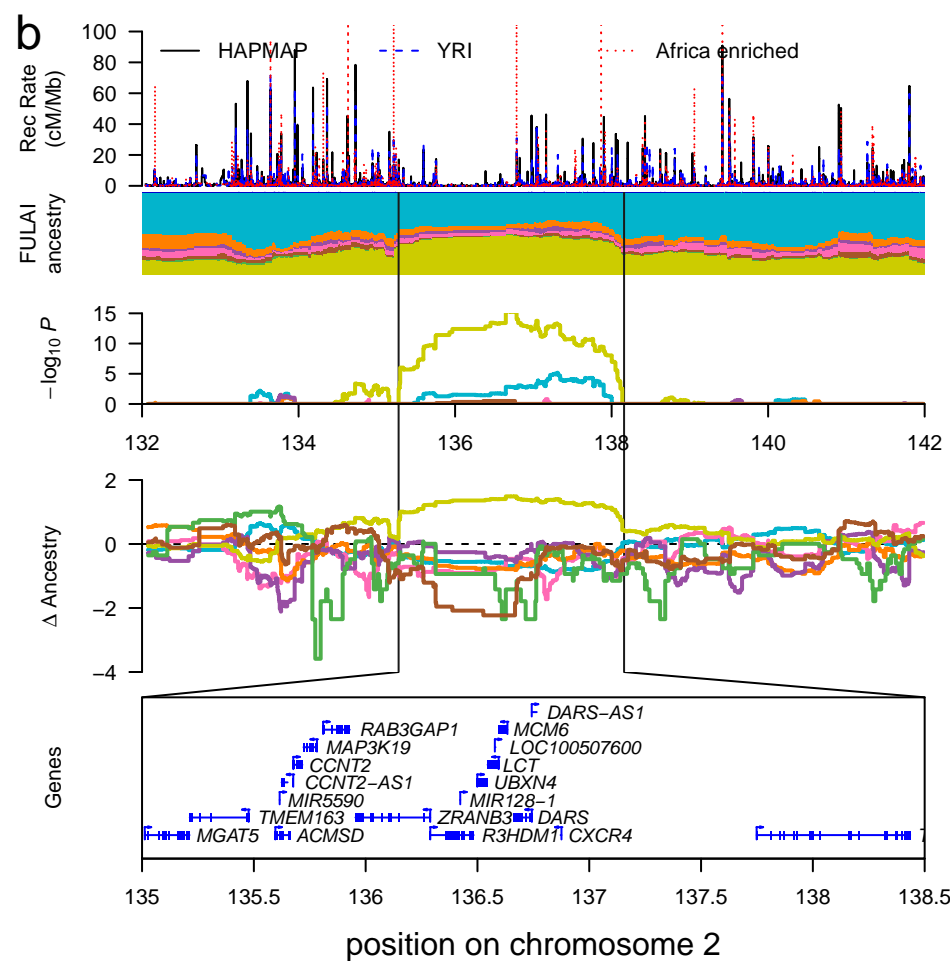 b
HAPMAP YRI Africa enriched
Rec Rate
(cM/Mb)
100
80
60
40
20
0
FULAI
ancestry
−log10 P
15
10
5
0
132 134 136 138 140 142
Δ Ancestry
2
0
−2
−4
Genes
DARS−AS1
RAB3GAP1 MCM6
MAP3K19 LOC100507600
CCNT2 LCT
CCNT2−AS1 UBXN4
MIR5590 MIR128−1
TMEM163 ZRANB3 DARS
MGAT5 ACMSD R3HDM1 CXCR4
135 135.5 136 136.5 137 137.5 138 138.5
position on chromosome 2